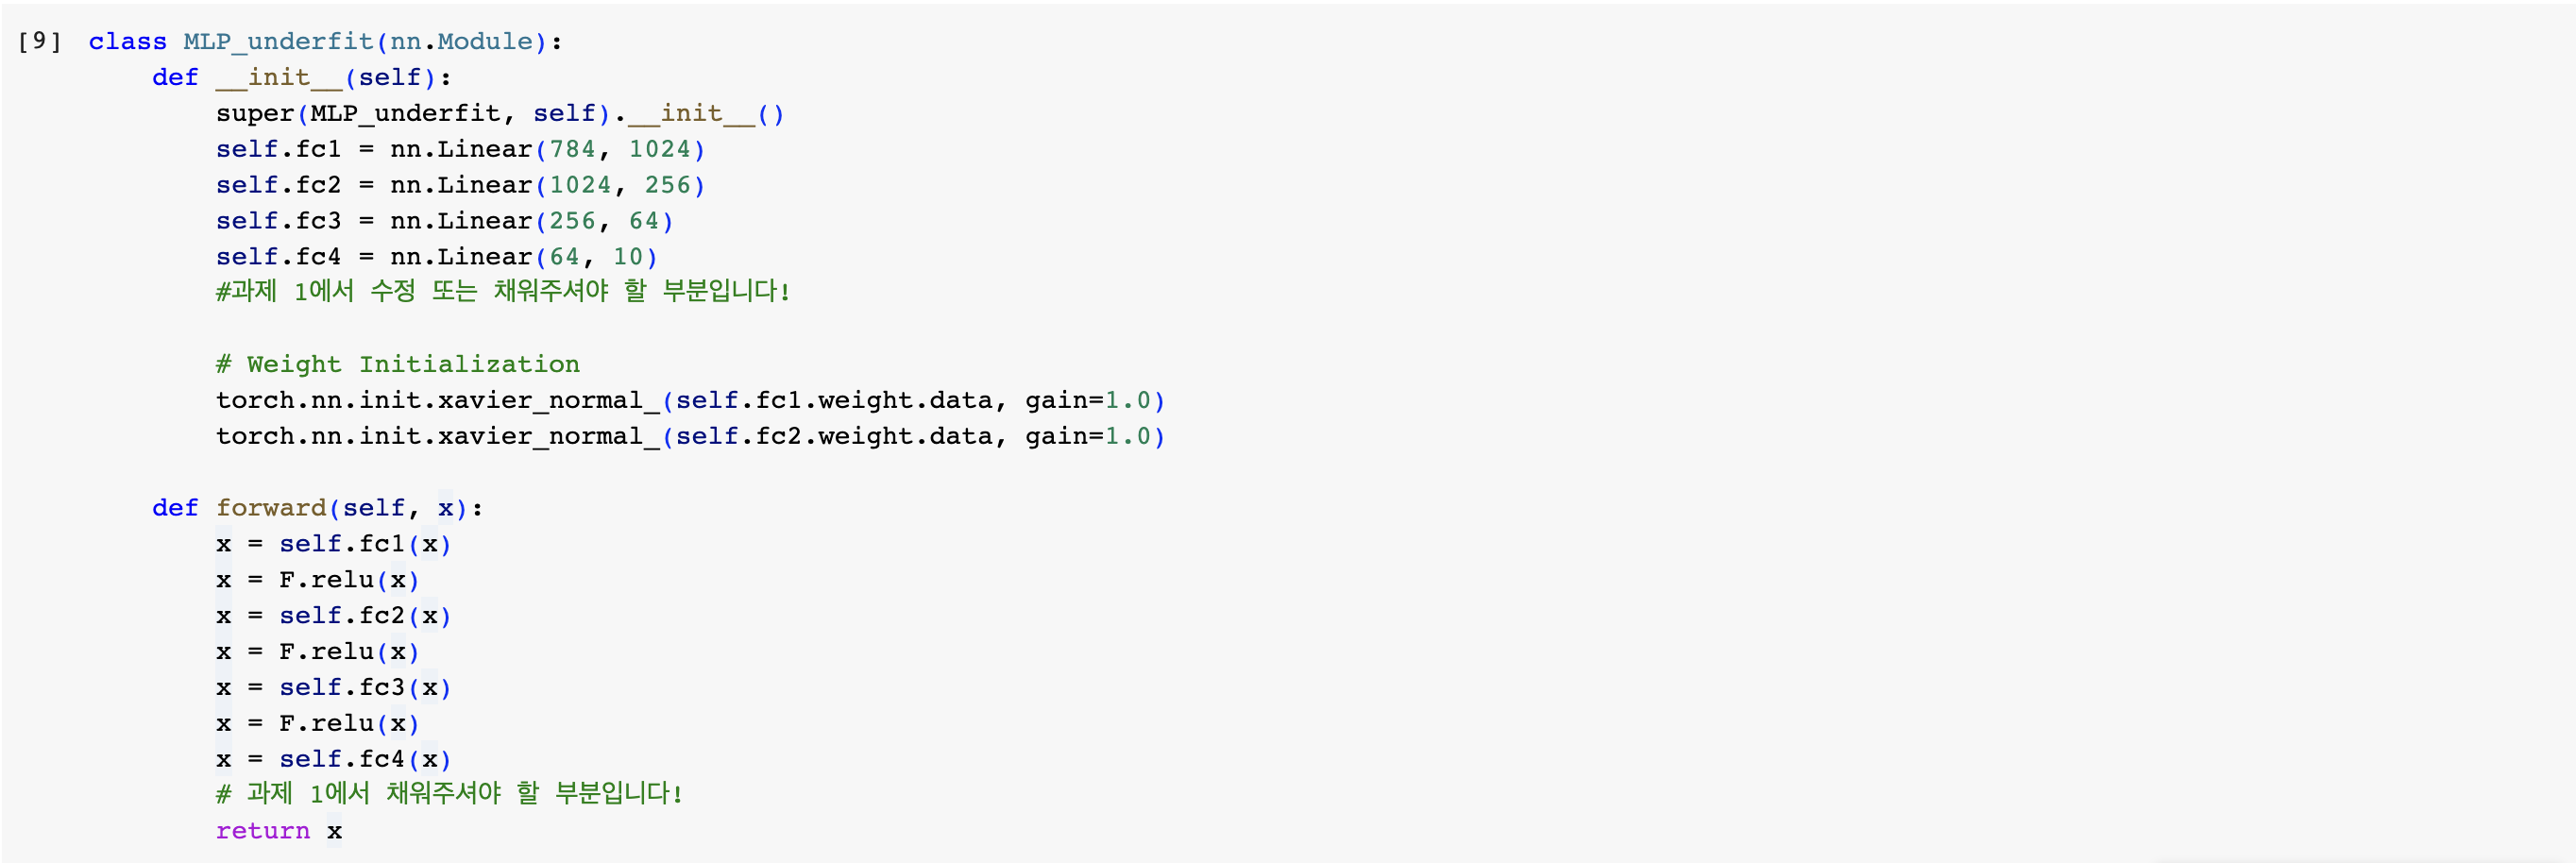 [9] class MLP_underfit(nn.Module):
def __init__(self):
super(MLP_underfit, self).__init__()
self.fc1 = nn.Linear(784, 1024)
self.fc2 = nn.Linear(1024, 256)
self.fc3 = nn.Linear(256, 64)
self.fc4 = nn.Linear(64, 10)
#과제 1에서 수정 또는 채워주셔야 할 부분입니다!
# Weight Initialization
torch.nn.init.xavier_normal_(self.fc1.weight.data, gain=1.0)
torch.nn.init.xavier_normal_(self.fc2.weight.data, gain=1.0)
def forward(self, x):
x = self.fc1(x)
x = F.relu(x)
x = self.fc2(x)
x = F.relu(x)
x = self.fc3(x)
x = F.relu(x)
x = self.fc4(x)
# 과제 1에서 채워주셔야 할 부분입니다!
return x